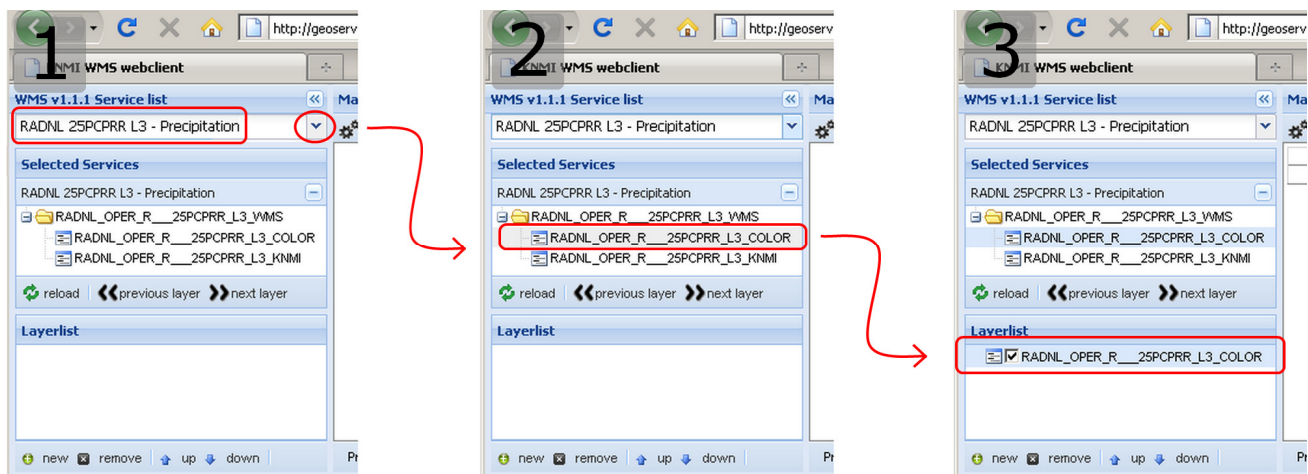 1
http://geoserv
KNMI WMS webclient
WMS v1.1.1 Service list
Ma
RADNL 25PCPRR L3 - Precipitation
Selected Services
RADNL 25PCPRR L3 - Precipitation
RADNL_OPER_R___25PCPRR_L3_WMS
RADNL_OPER_R___25PCPRR_L3_COLOR
RADNL_OPER_R___25PCPRR_L3_KNMI
reload previous layer next layer
Layerlist
new remove up down
Pr
2
http://geoserv
KNMI WMS webclient
WMS v1.1.1 Service list
Ma
RADNL 25PCPRR L3 - Precipitation
Selected Services
RADNL 25PCPRR L3 - Precipitation
RADNL_OPER_R___25PCPRR_L3_WMS
RADNL_OPER_R___25PCPRR_L3_COLOR
RADNL_OPER_R___25PCPRR_L3_KNMI
reload previous layer next layer
Layerlist
new remove up down
Pr
3
http://geoserv
KNMI WMS webclient
WMS v1.1.1 Service list
Ma
RADNL 25PCPRR L3 - Precipitation
Selected Services
RADNL 25PCPRR L3 - Precipitation
RADNL_OPER_R___25PCPRR_L3_WMS
RADNL_OPER_R___25PCPRR_L3_COLOR
RADNL_OPER_R___25PCPRR_L3_KNMI
reload previous layer next layer
Layerlist
RADNL_OPER_R___25PCPRR_L3_COLOR
new remove up down
Pr